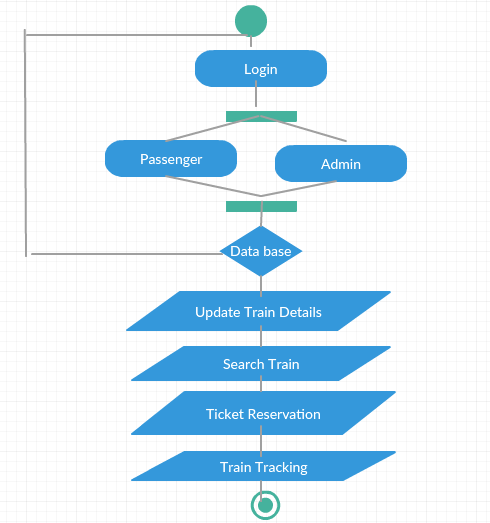 Login
Passenger
Admin
Data base
Update Train Details
Search Train
Ticket Reservation
Train Tracking